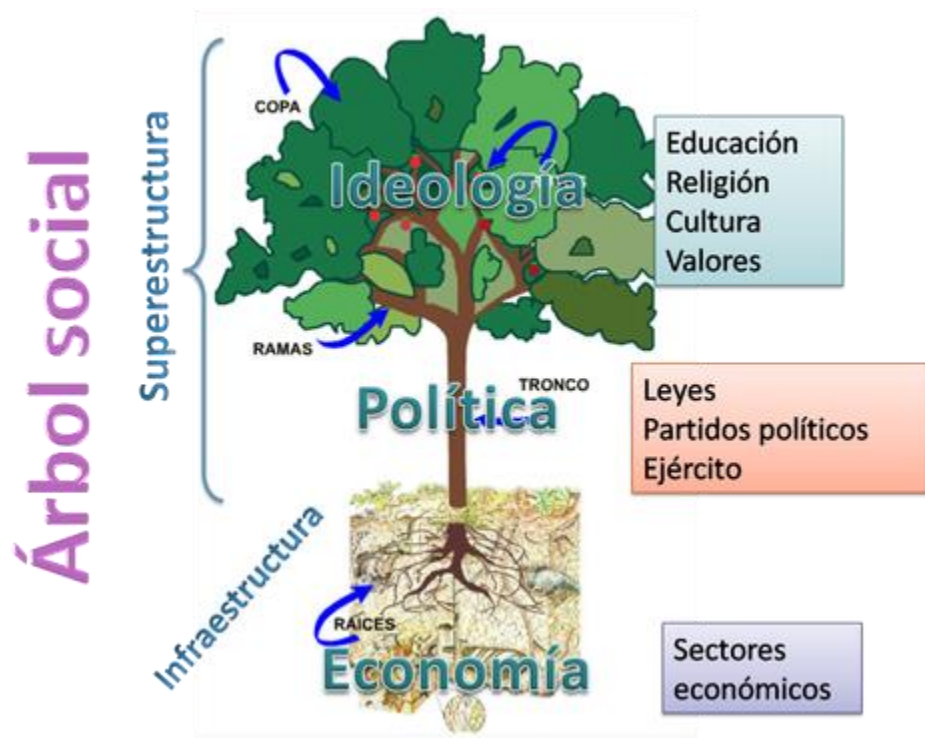 Árbol social
Superestructura
COPA
Ideología
Educación
Religión
Cultura
Valores
RAMAS
TRONCO
Política
Leyes
Partidos políticos
Ejército
Infraestructura
RAICES
Economía
Sectores
económicos